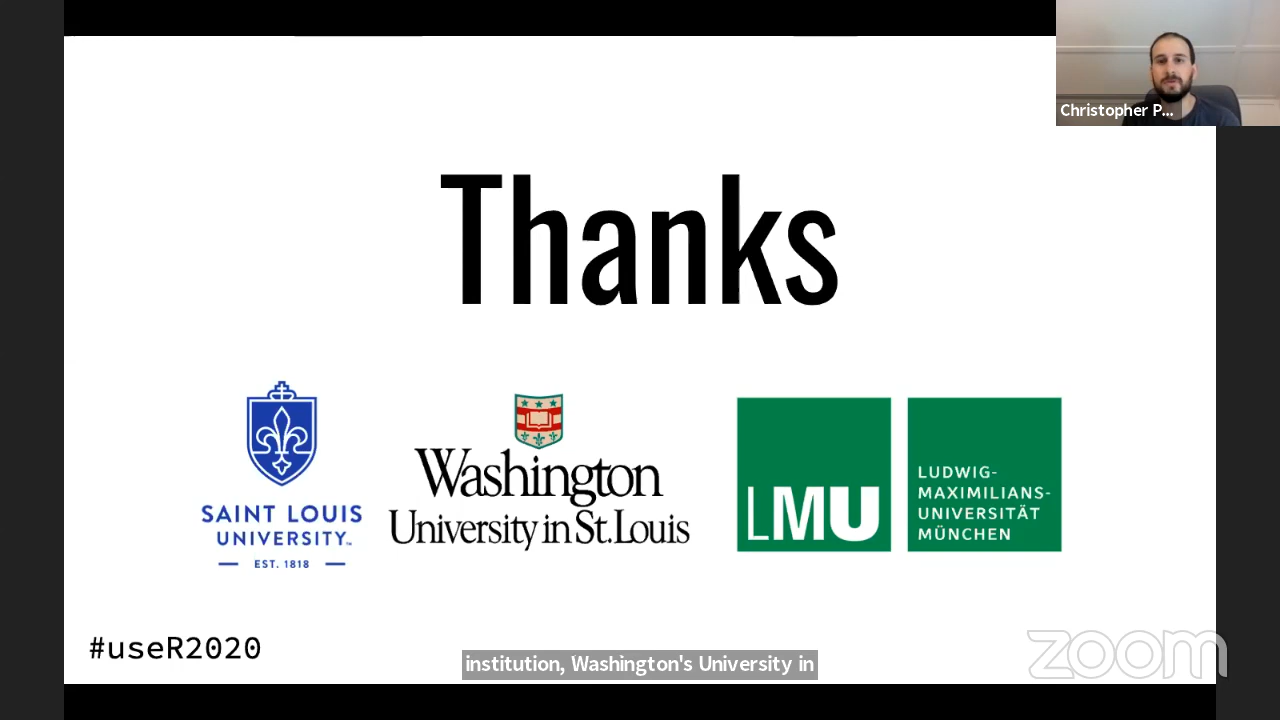 Christopher P...
Thanks
SAINT LOUIS
UNIVERSITY™
EST. 1818
Washington
University in St. Louis
LMU
LUDWIG-
MAXIMILIANS-
UNIVERSITÄT
MÜNCHEN
#useR2020
institution, Washington's University in
zoom